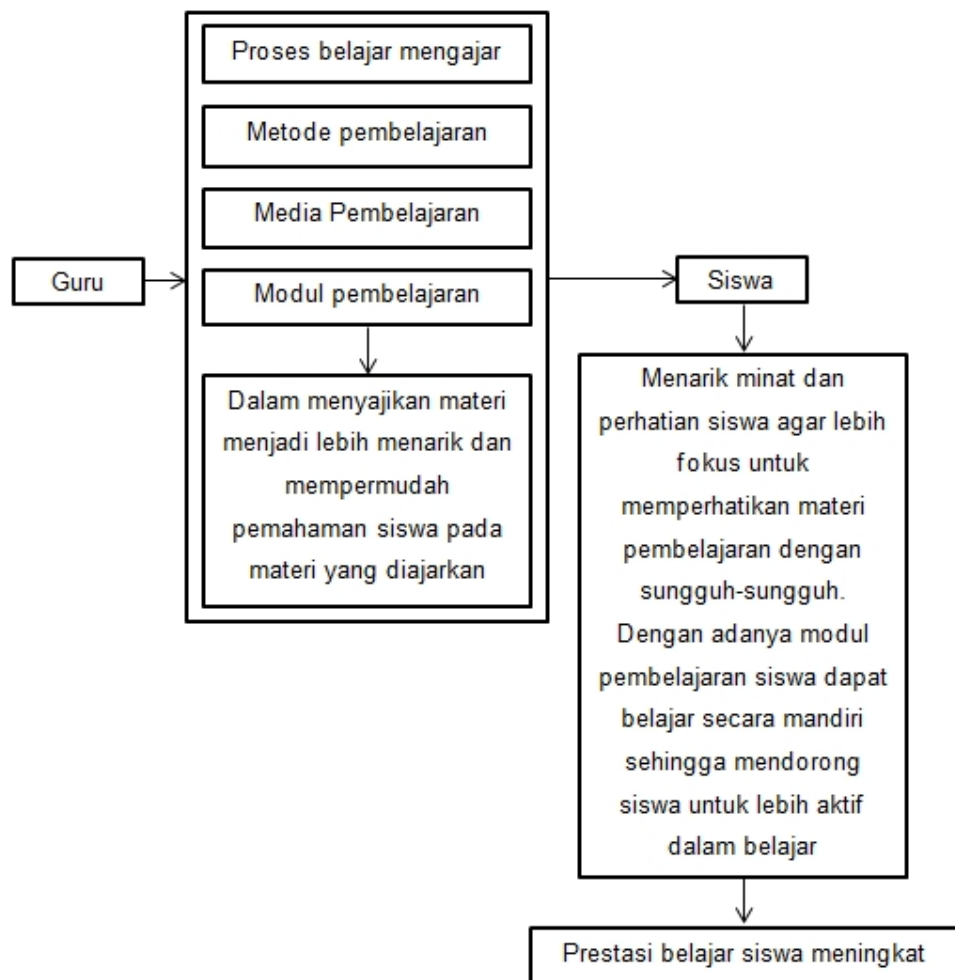 Guru
Proses belajar mengajar
Metode pembelajaran
Media Pembelajaran
Modul pembelajaran
Dalam menyajikan materi
menjadi lebih menarik dan
mempermudah
pemahaman siswa pada
materi yang diajarkan
Siswa
Menarik minat dan
perhatian siswa agar lebih
fokus untuk
memperhatikan materi
pembelajaran dengan
sungguh-sungguh.
Dengan adanya modul
pembelajaran siswa dapat
belajar secara mandiri
sehingga mendorong
siswa untuk lebih aktif
dalam belajar
Prestasi belajar siswa meningkat